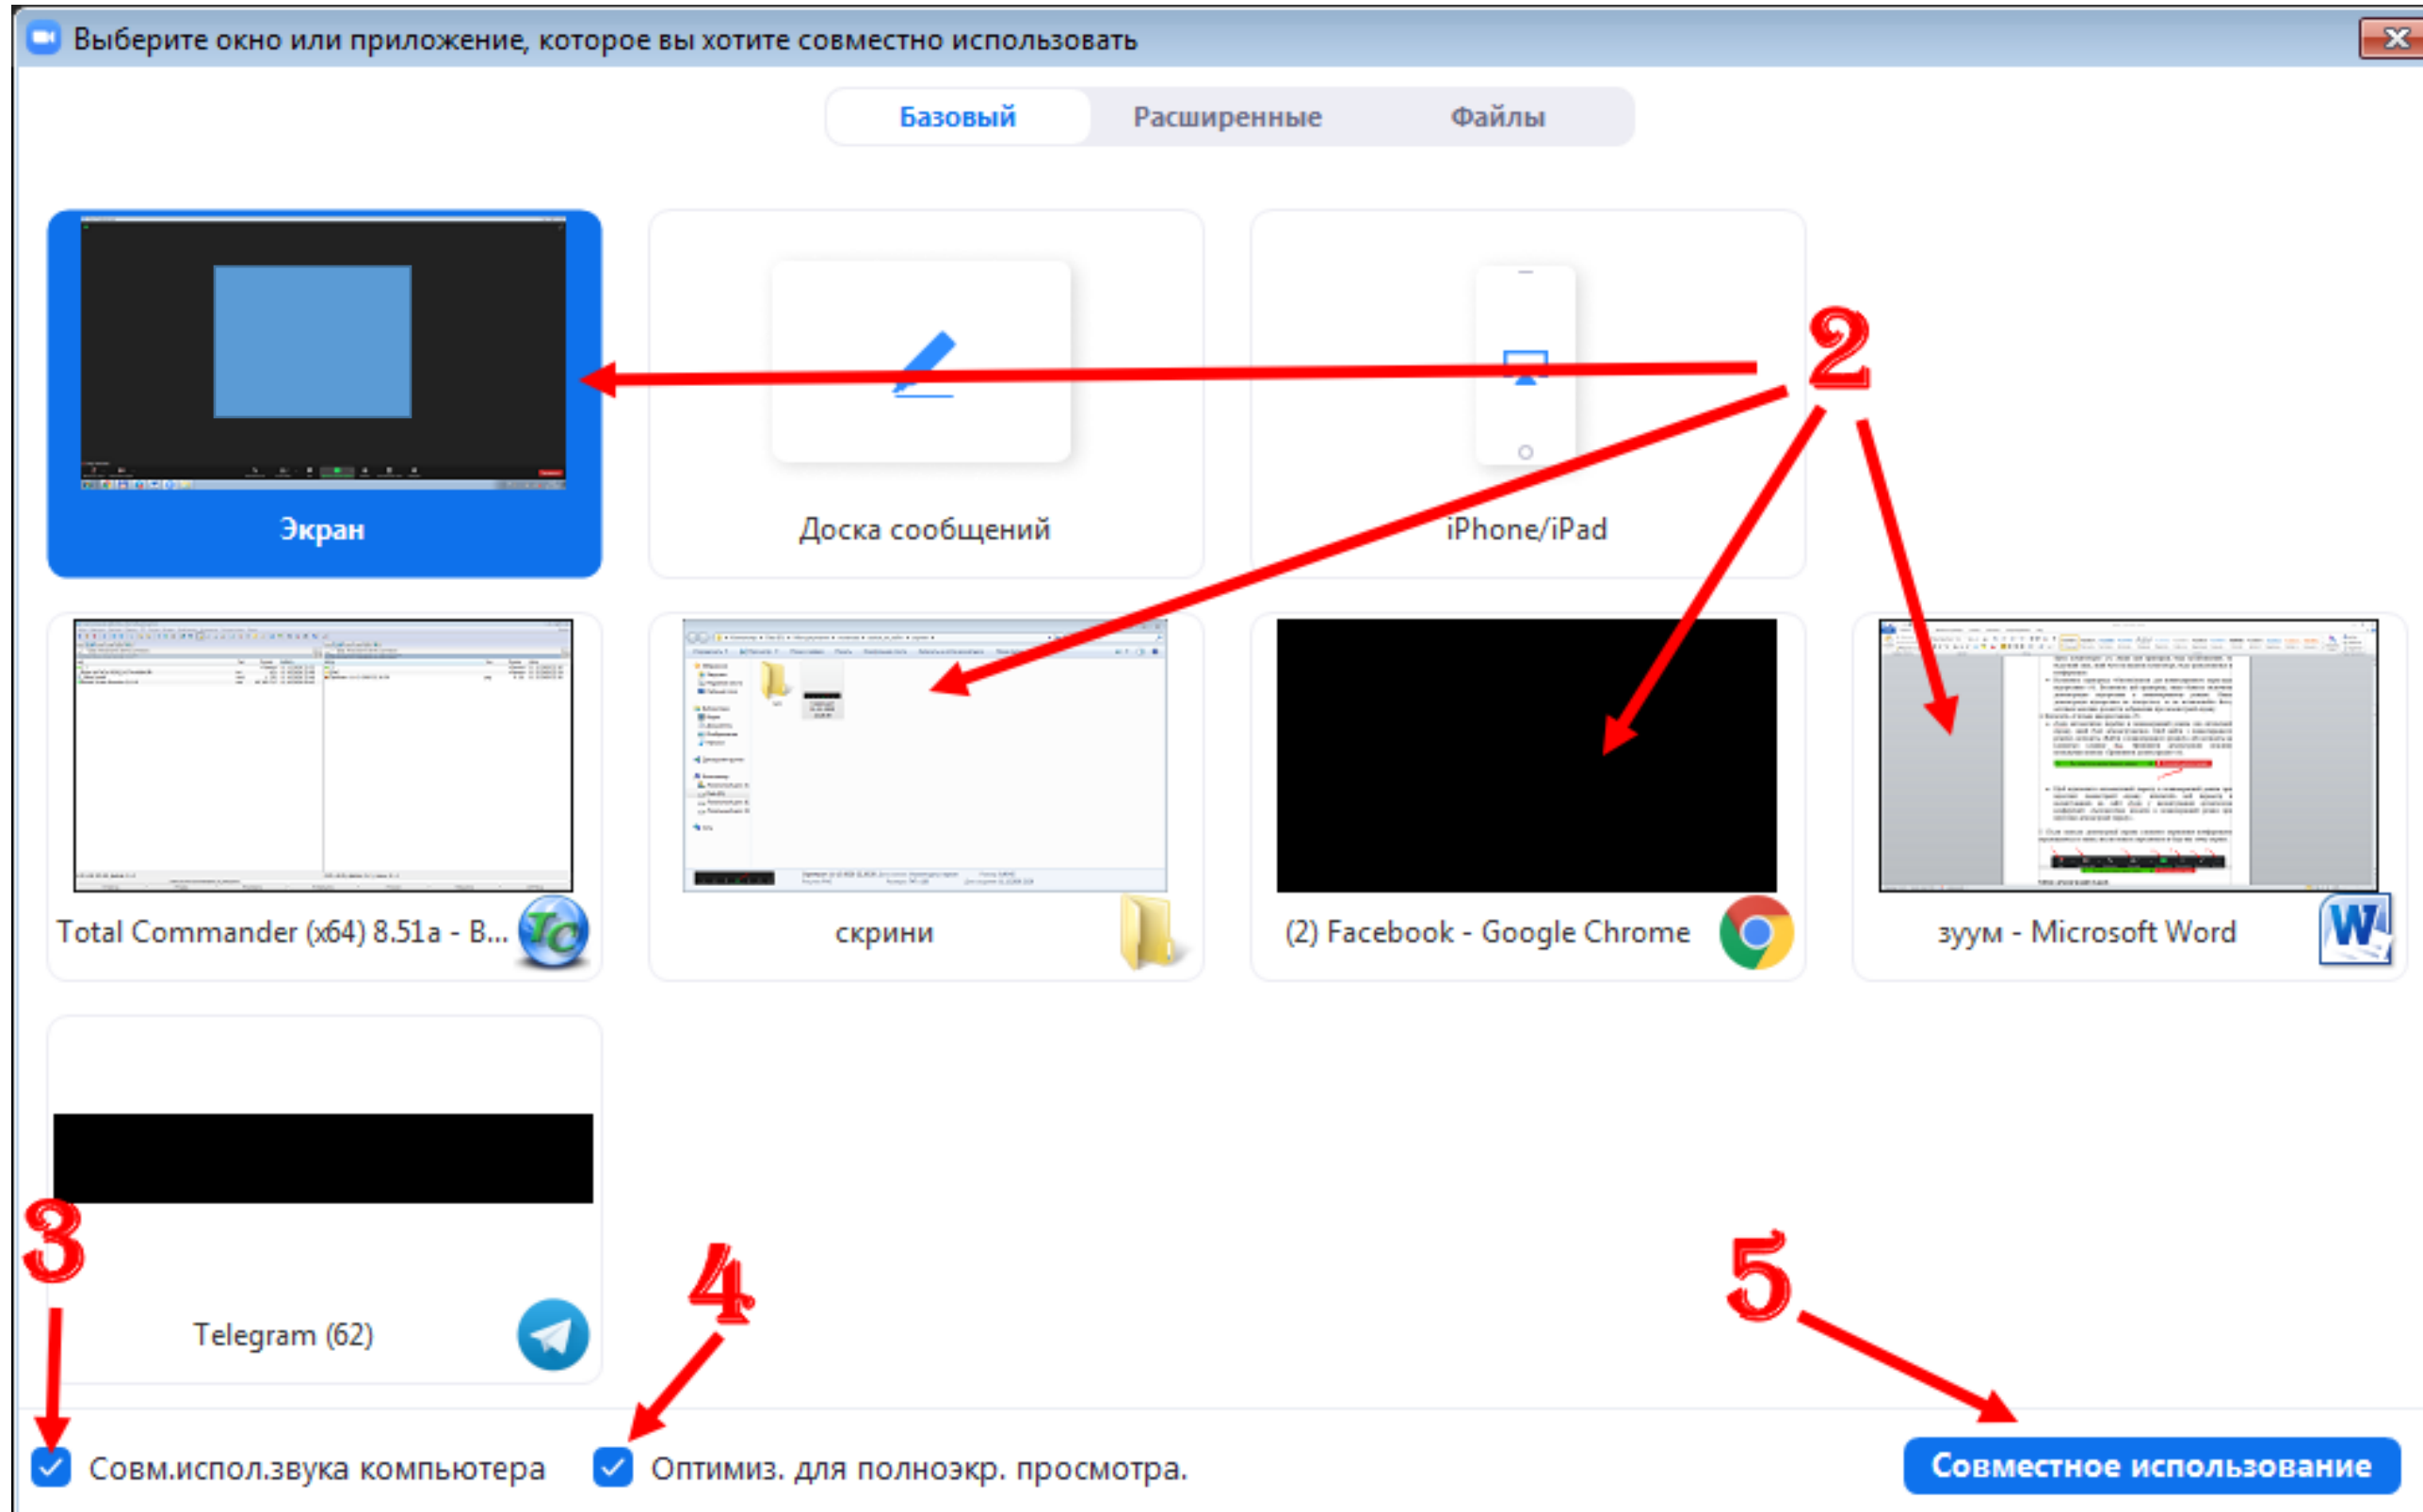 Выберите окно или приложение, которое вы хотите совместно использовать
Базовый Расширенные Файлы
2
Экран Доска сообщений iPhone/iPad
Total Commander (x64) 8.51a - B... скрини (2) Facebook - Google Chrome зуум - Microsoft Word
3
4
5
Telegram (62)
Совм.испол.звука компьютера Оптимиз. для полноэкр. просмотра. Совместное использование